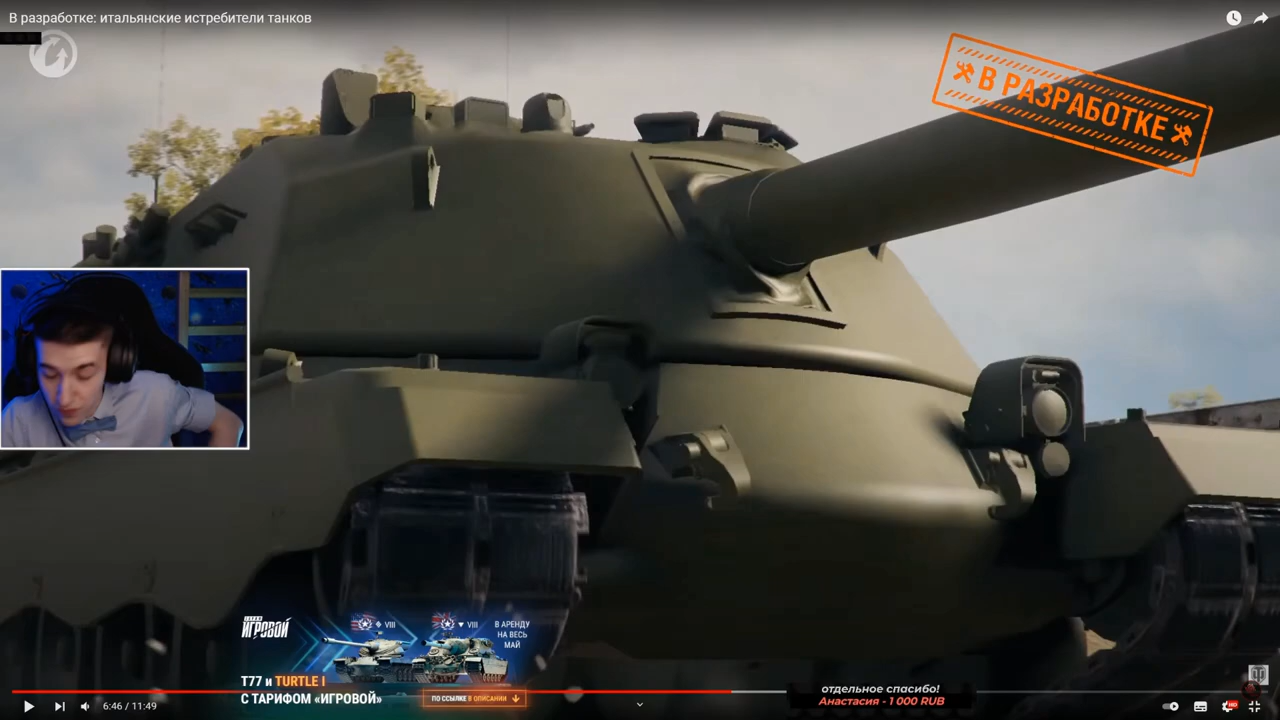 В разработке: итальянские истребители танков
В РАЗРАБОТКЕ
ИГРОВОЙ
VIII
VIII
В АРЕНДУ
НА ВЕСЬ
МАЙ
T77 и TURTLE I
С ТАРИФОМ «ИГРОВОЙ»
ПО ССЫЛКЕ В ОПИСАНИИ
отдельное спасибо!
Анастасия - 1 000 RUB
6:46 / 11:49
HD